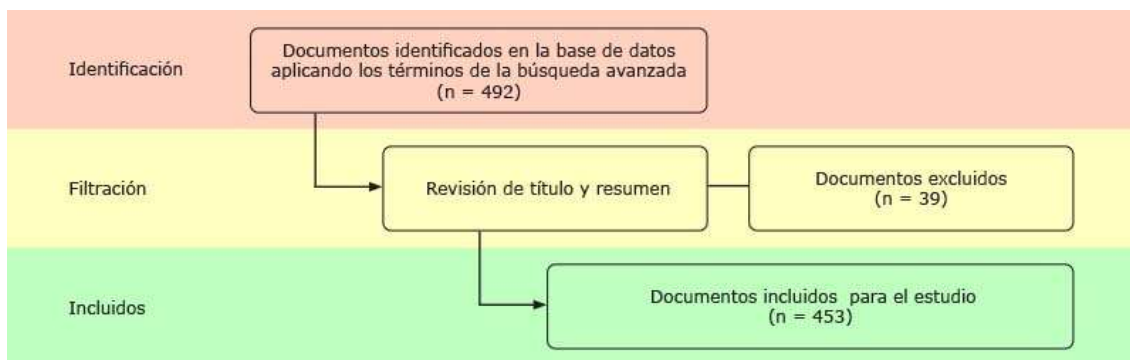 Identificación
Documentos identificados en la base de datos
aplicando los términos de la búsqueda avanzada
(n = 492)
Filtración
Revisión de título y resumen
Documentos excluidos
(n = 39)
Incluidos
Documentos incluidos para el estudio
(n = 453)